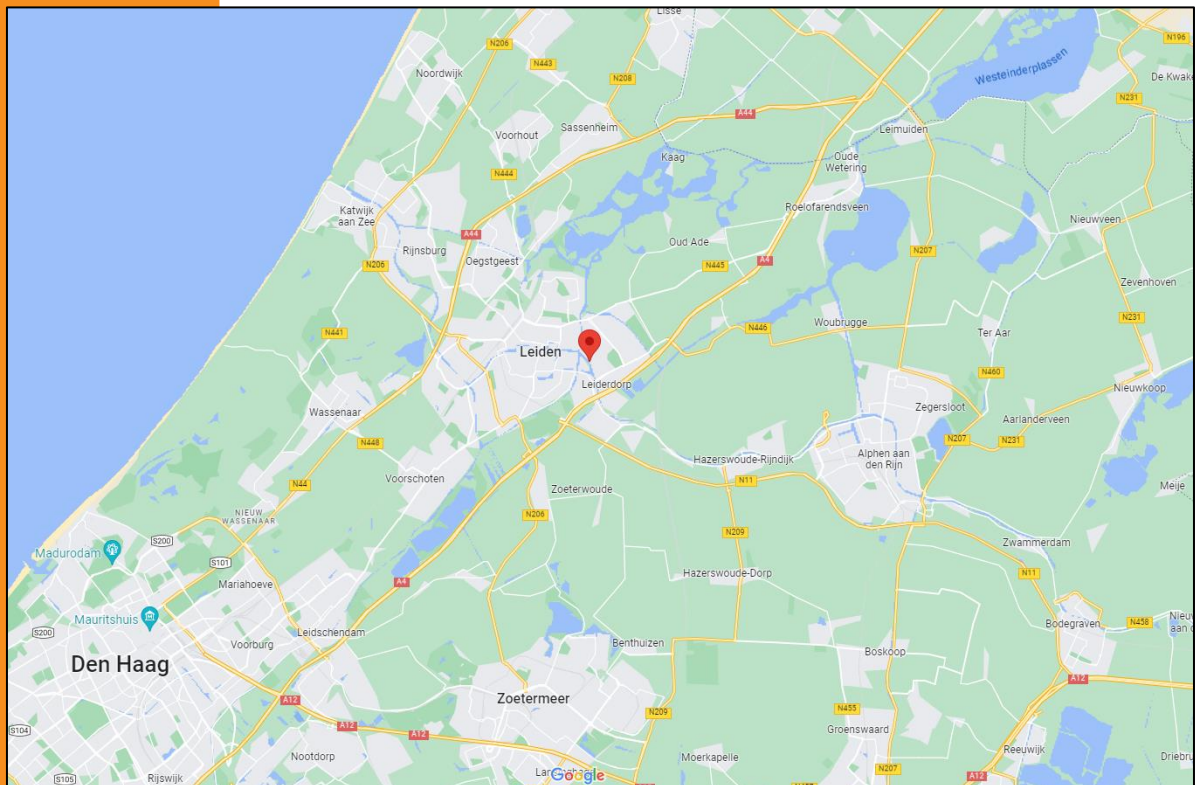 Lisse
N206
N196
Westeinderplassen
De Kwake
N443
Noordwijk
N208
N231
A44
Voorhout
Sassenheim
Leimuiden
Kaag
Oude
Wetering
N444
Katwijk
aan Zee
Roelofarendsveen
Nieuwveen
A44
Rijnsburg
Oegstgeest
Oud Ade
N207
N206
N445
A4
Zevenhoven
N441
N446
Woubrugge
N231
Ter Aar
Leiden
N460
Leiderdorp
Nieuwkoop
Wassenaar
Zegersloot
Aarlanderveen
N448
N207
N231
Hazerswoude-Rijndijk
Alphen aan
den Rijn
Voorschoten
N44
N11
Meije
Zoeterwoude
NIEUW
WASSENAAR
N206
S200
N209
Zwammerdam
Madurodam
S101
Mariahoeve
Hazerswoude-Dorp
N11
A4
Mauritshuis
S200
Leidschendam
Voorburg
Benthuizen
Bodegraven
N458
Nieuw
aan d
Den Haag
Boskoop
A12
Zoetermeer
A12
N209
N455
S104
A12
A12
Groenswaard
Nootdorp
Moerkapelle
Reeuwijk
Driebru
Rijswijk
S105
Google
N207
A12